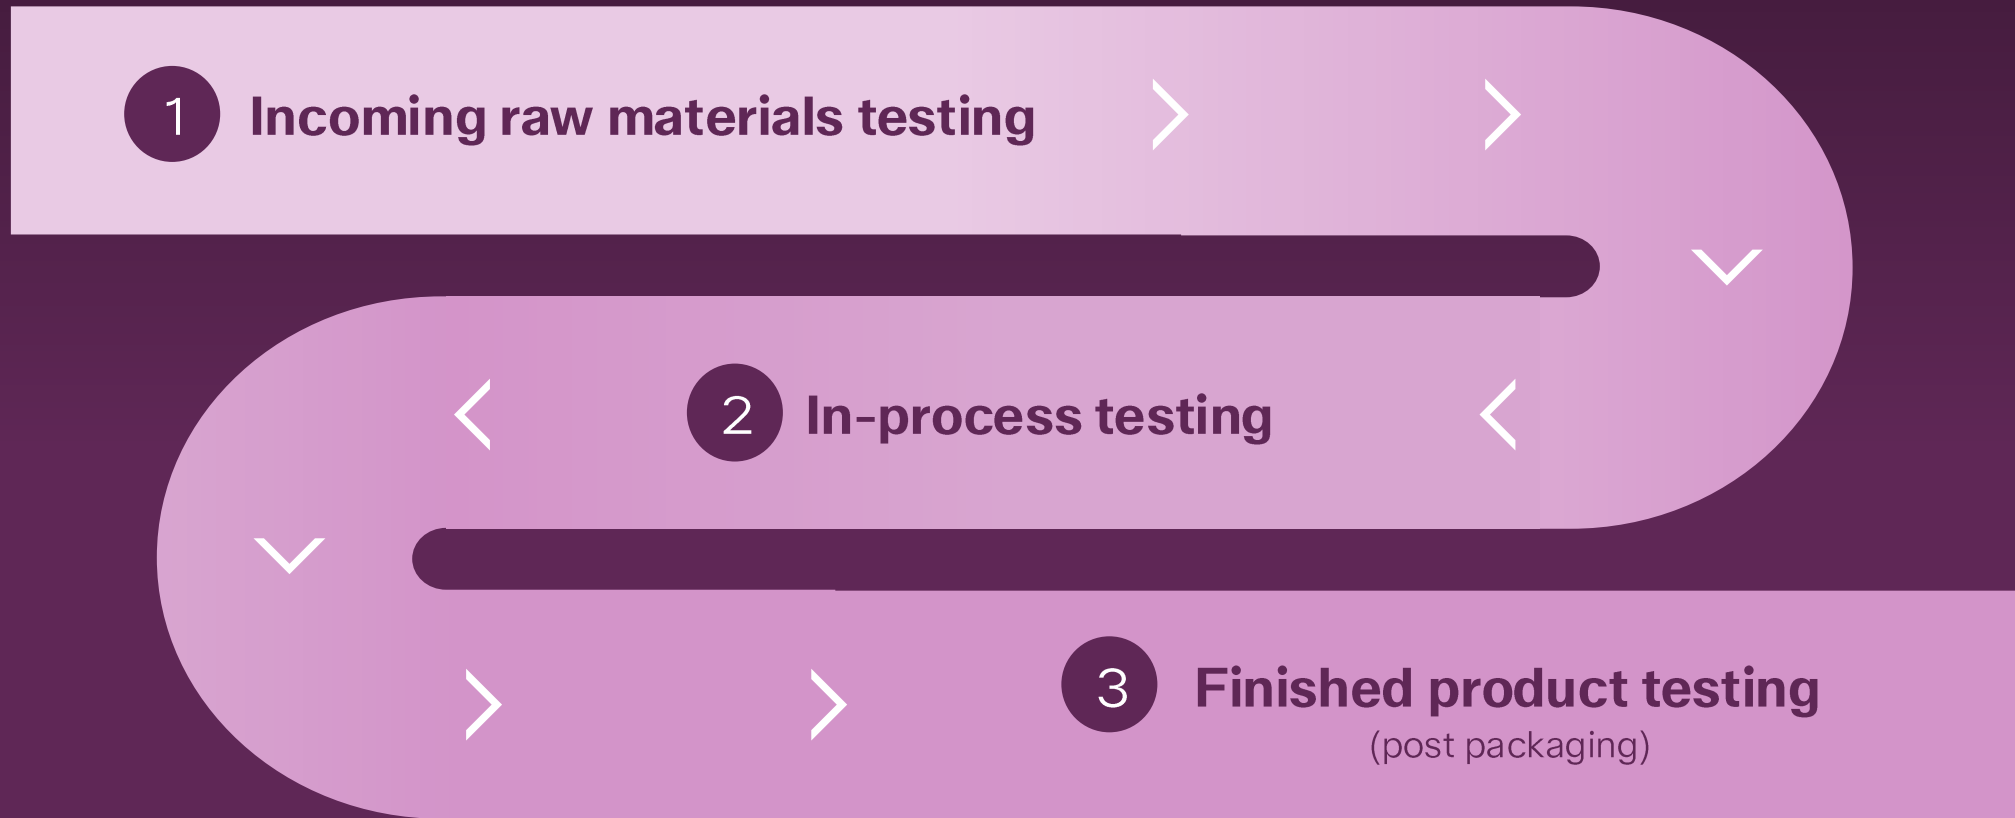 1 Incoming raw materials testing
2 In-process testing
3 Finished product testing
(post packaging)